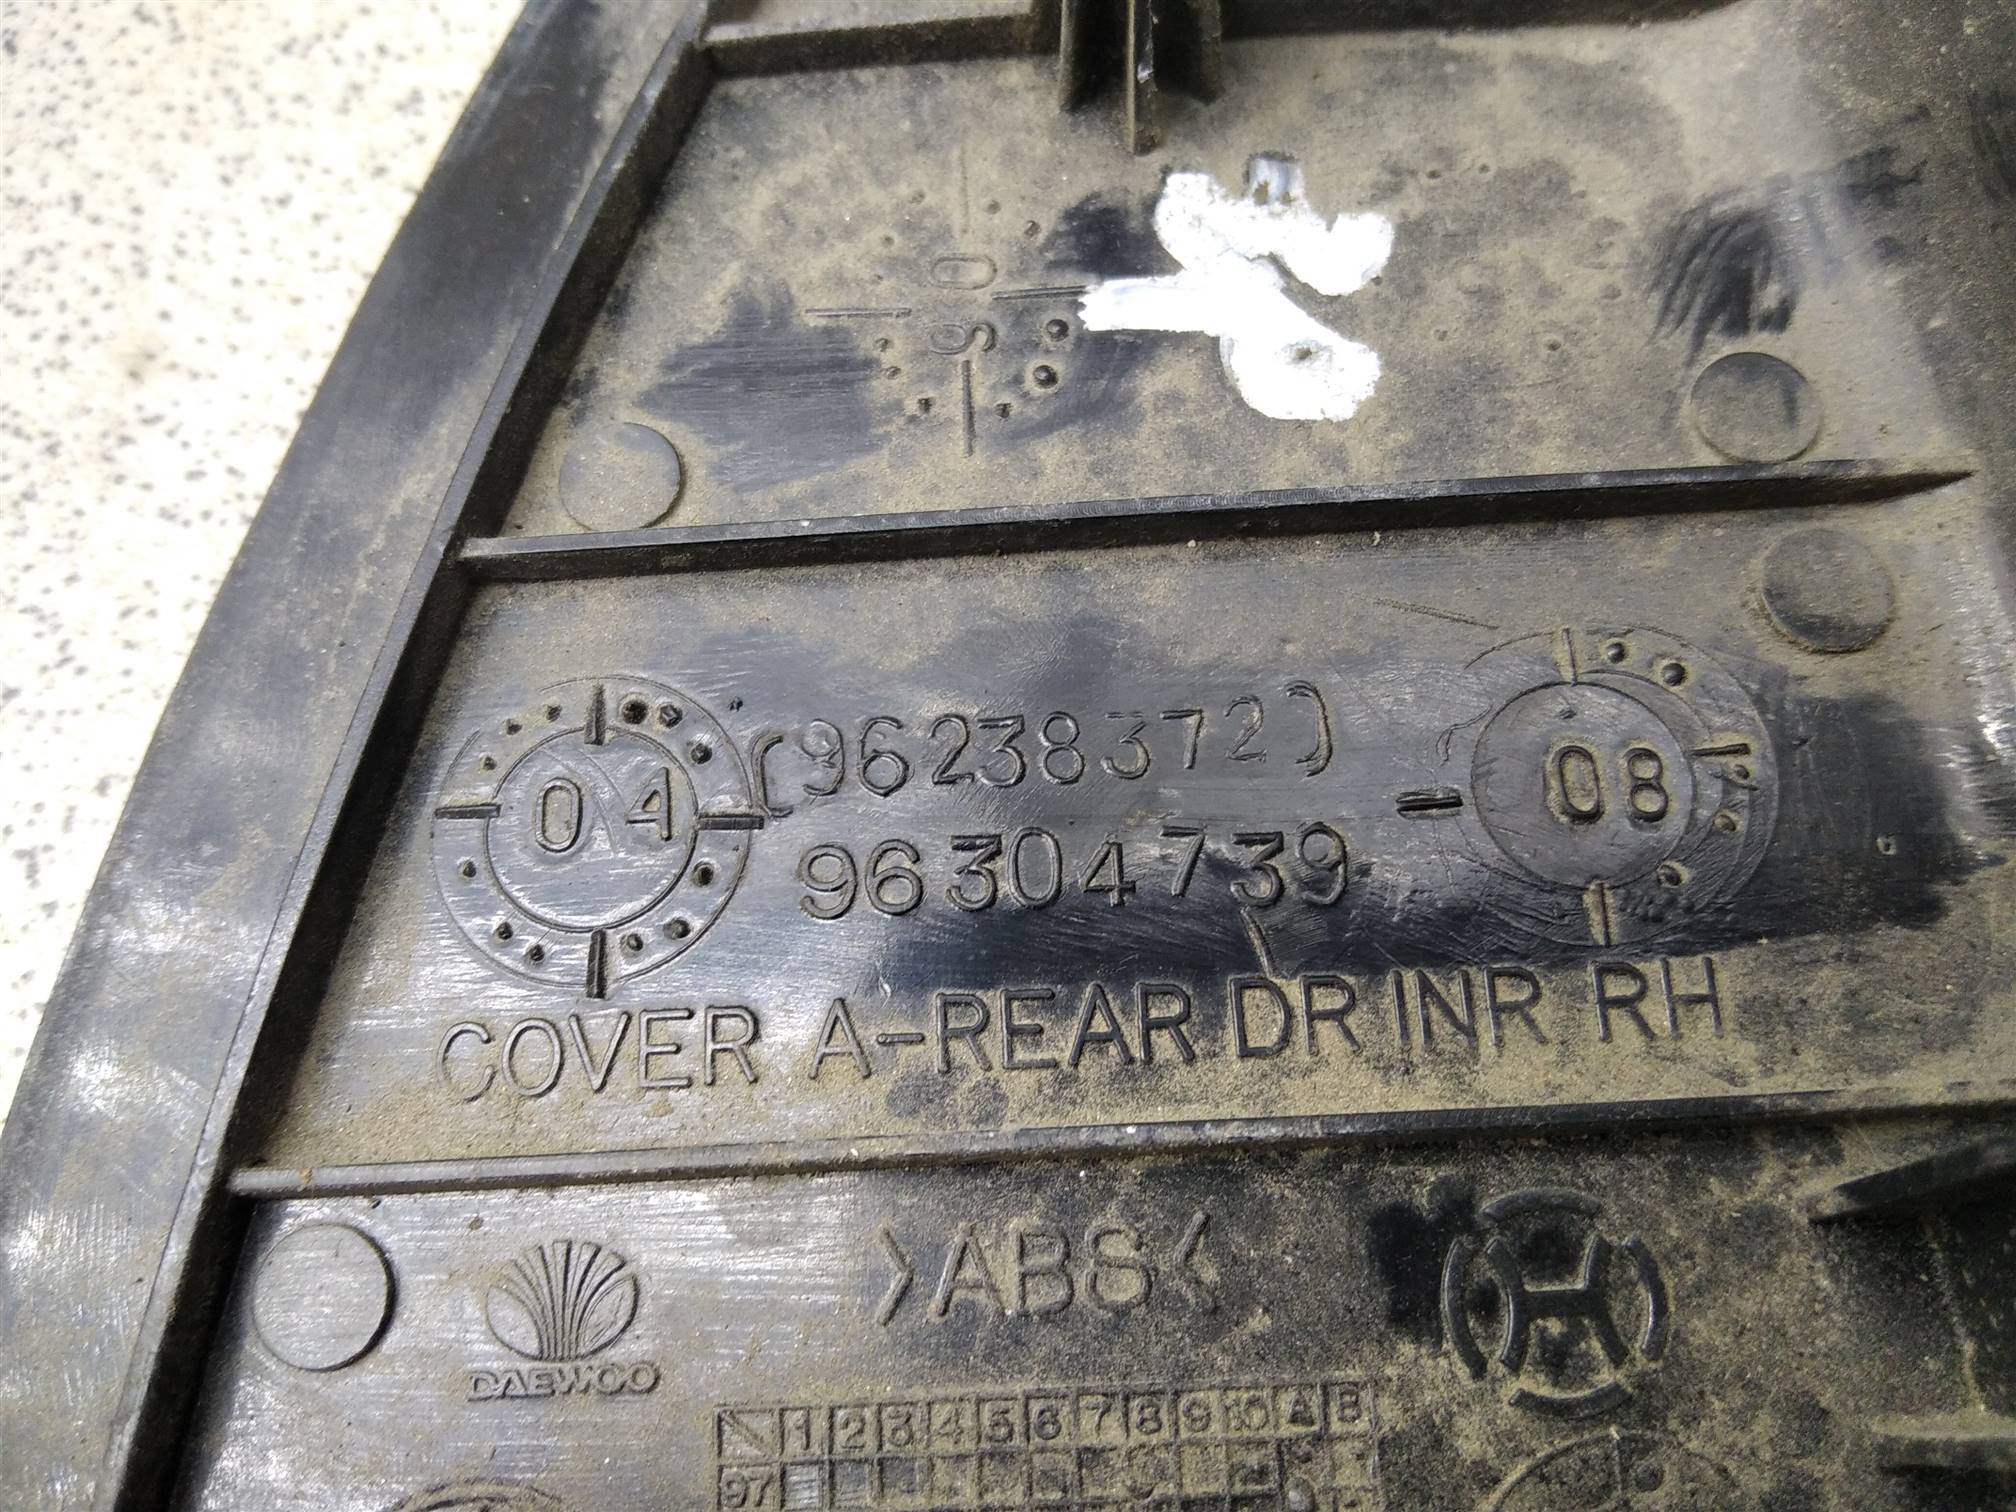 06
(96238372)
04
08
96304739
COVER A-REAR DR INR RH
>ABS<
DAEWOO
1 2 3 4 5 6 7 8 9 10 A B
97